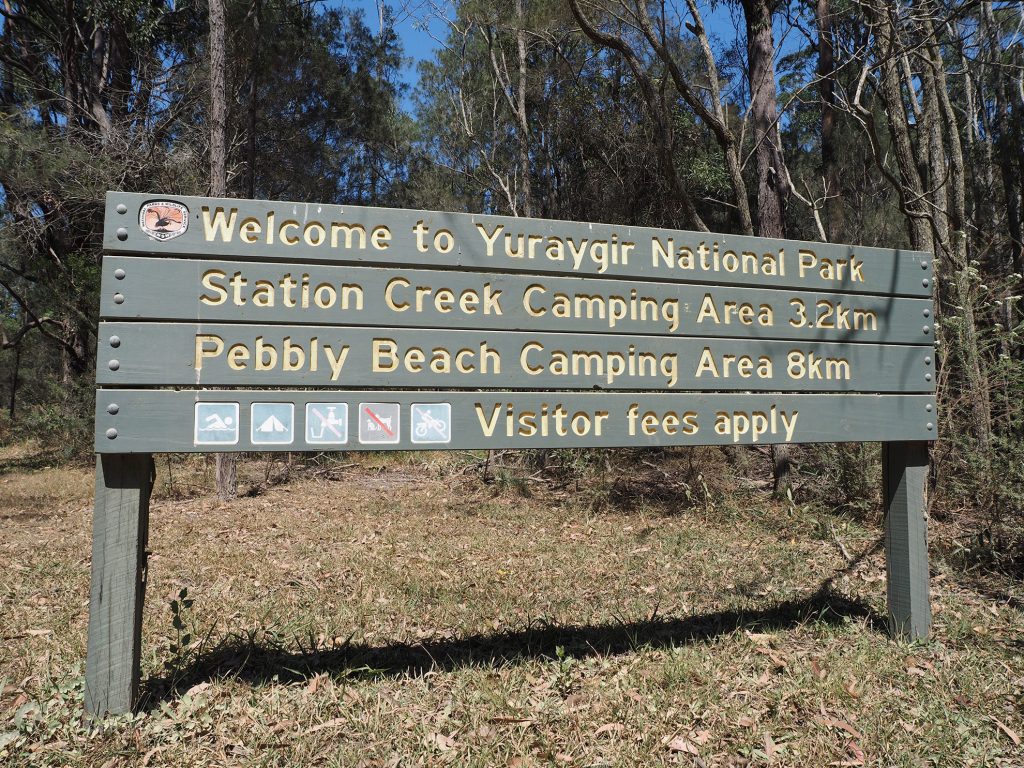 Welcome to Yuraygir National Park
Station Creek Camping Area 3.2km
Pebbly Beach Camping Area 8km
Visitor fees apply